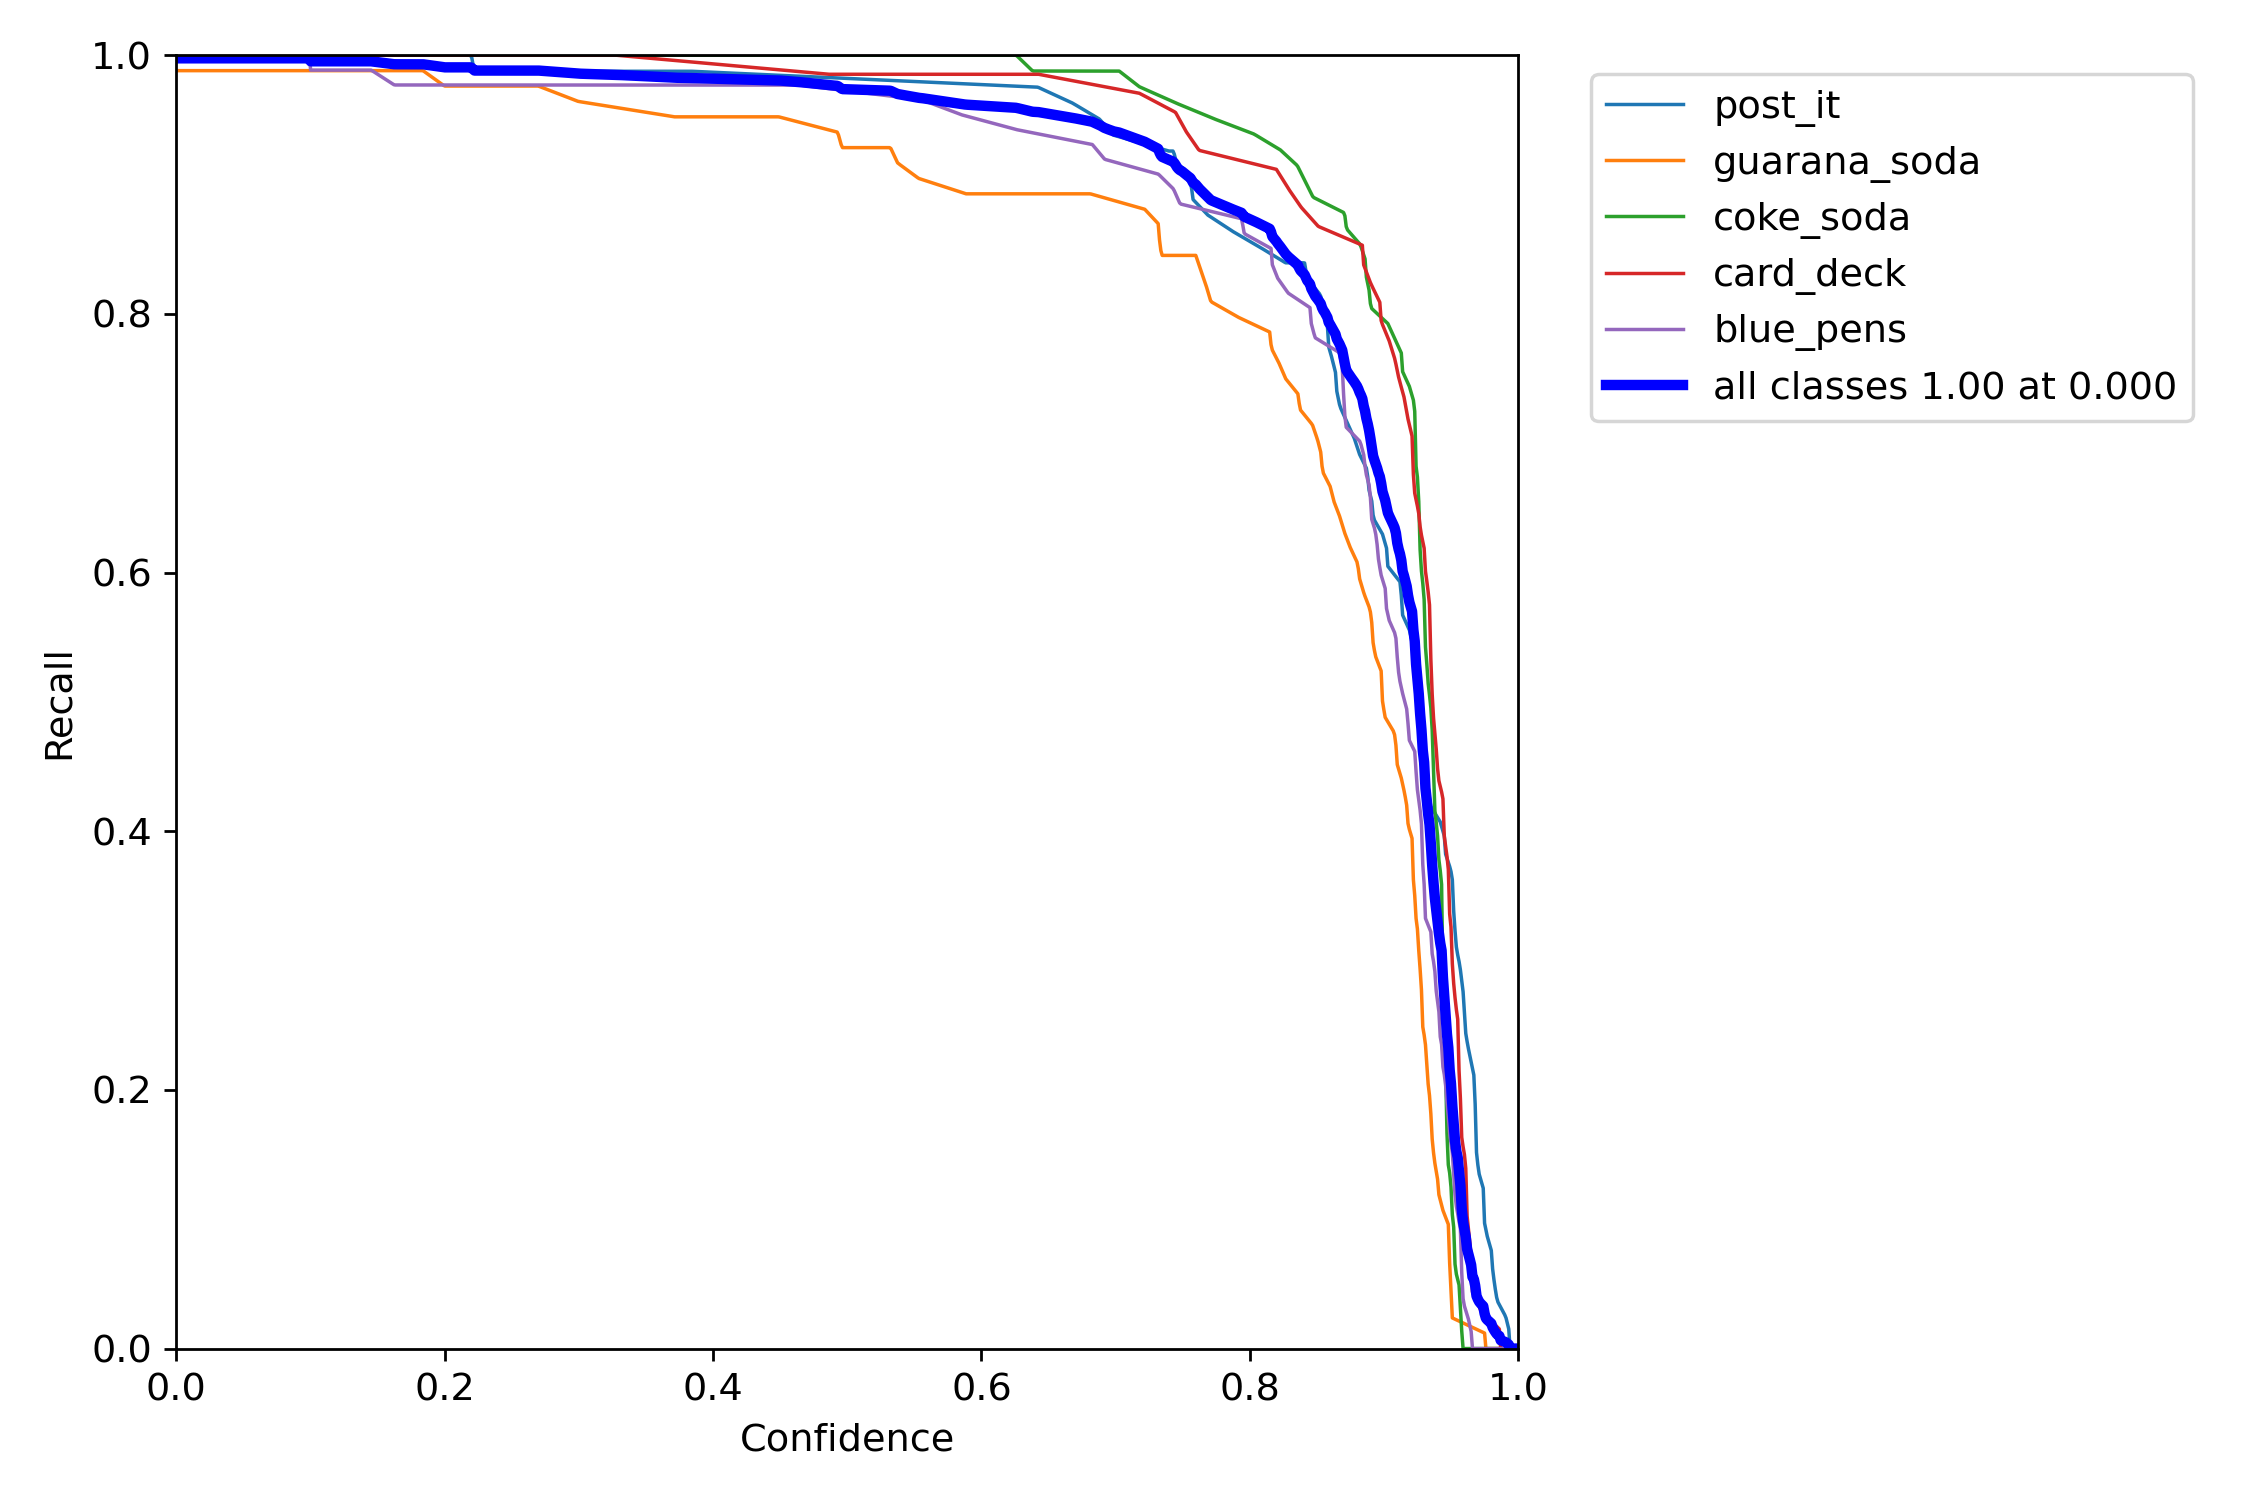 1.0
0.8
0.6
0.4
0.2
0.0
Recall
0.0 0.2 0.4 0.6 0.8 1.0
Confidence
post_it
guarana_soda
coke_soda
card_deck
blue_pens
all classes 1.00 at 0.000